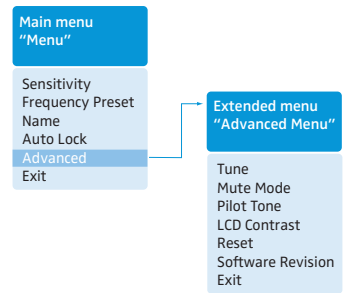 Main menu
“Menu”
Sensitivity
Frequency Preset
Name
Auto Lock
Advanced
Exit
Extended menu
“Advanced Menu”
Tune
Mute Mode
Pilot Tone
LCD Contrast
Reset
Software Revision
Exit